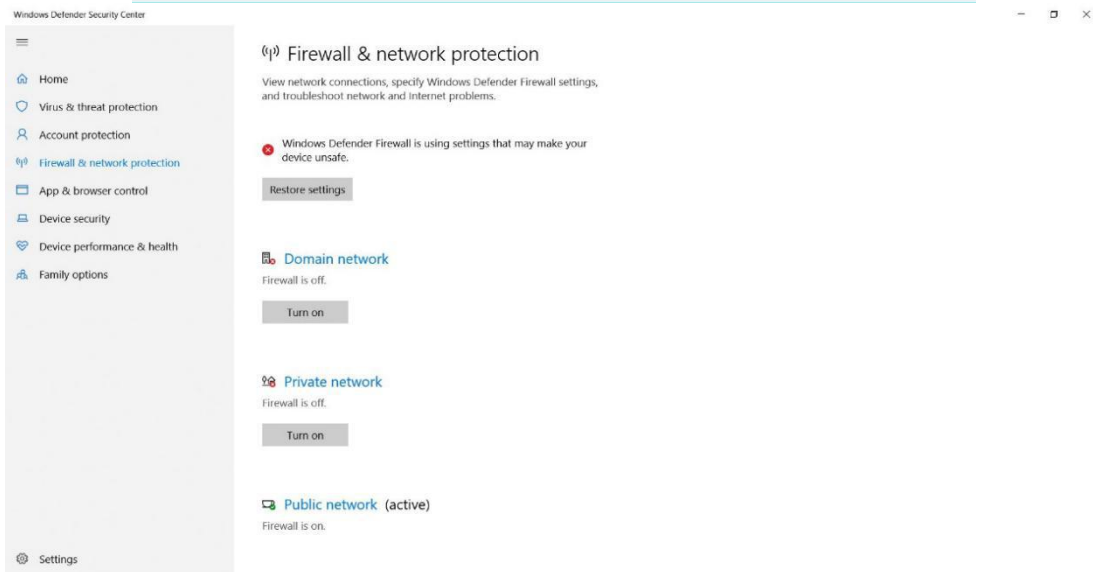 Windows Defender Security Center
Home
Virus & threat protection
Account protection
Firewall & network protection
App & browser control
Device security
Device performance & health
Family options
Settings
Firewall & network protection
View network connections, specify Windows Defender Firewall settings,
and troubleshoot network and Internet problems.
Windows Defender Firewall is using settings that may make your
device unsafe.
Restore settings
Domain network
Firewall is off.
Turn on
Private network
Firewall is off.
Turn on
Public network (active)
Firewall is on.